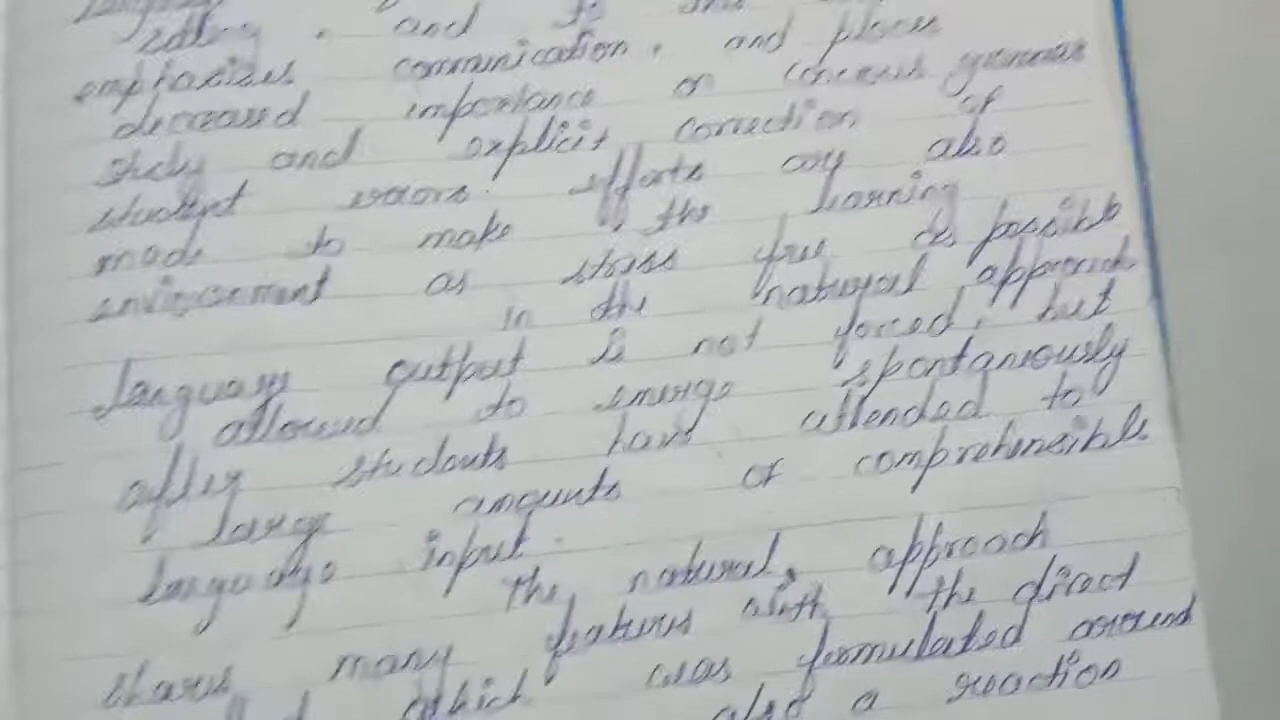 and to
emphasises communication, and places
decreased importance on conscious grammar
study and explicit correction of
student errors. efforts are also
made to make the learning
environment as stress free as possible
in the natural approach
language output is not forced, but
allowed to emerge spontaneously
after students have attended to
large amounts of comprehensible
language input.
The natural approach
shares many features with the direct
which was formulated around
also a reaction